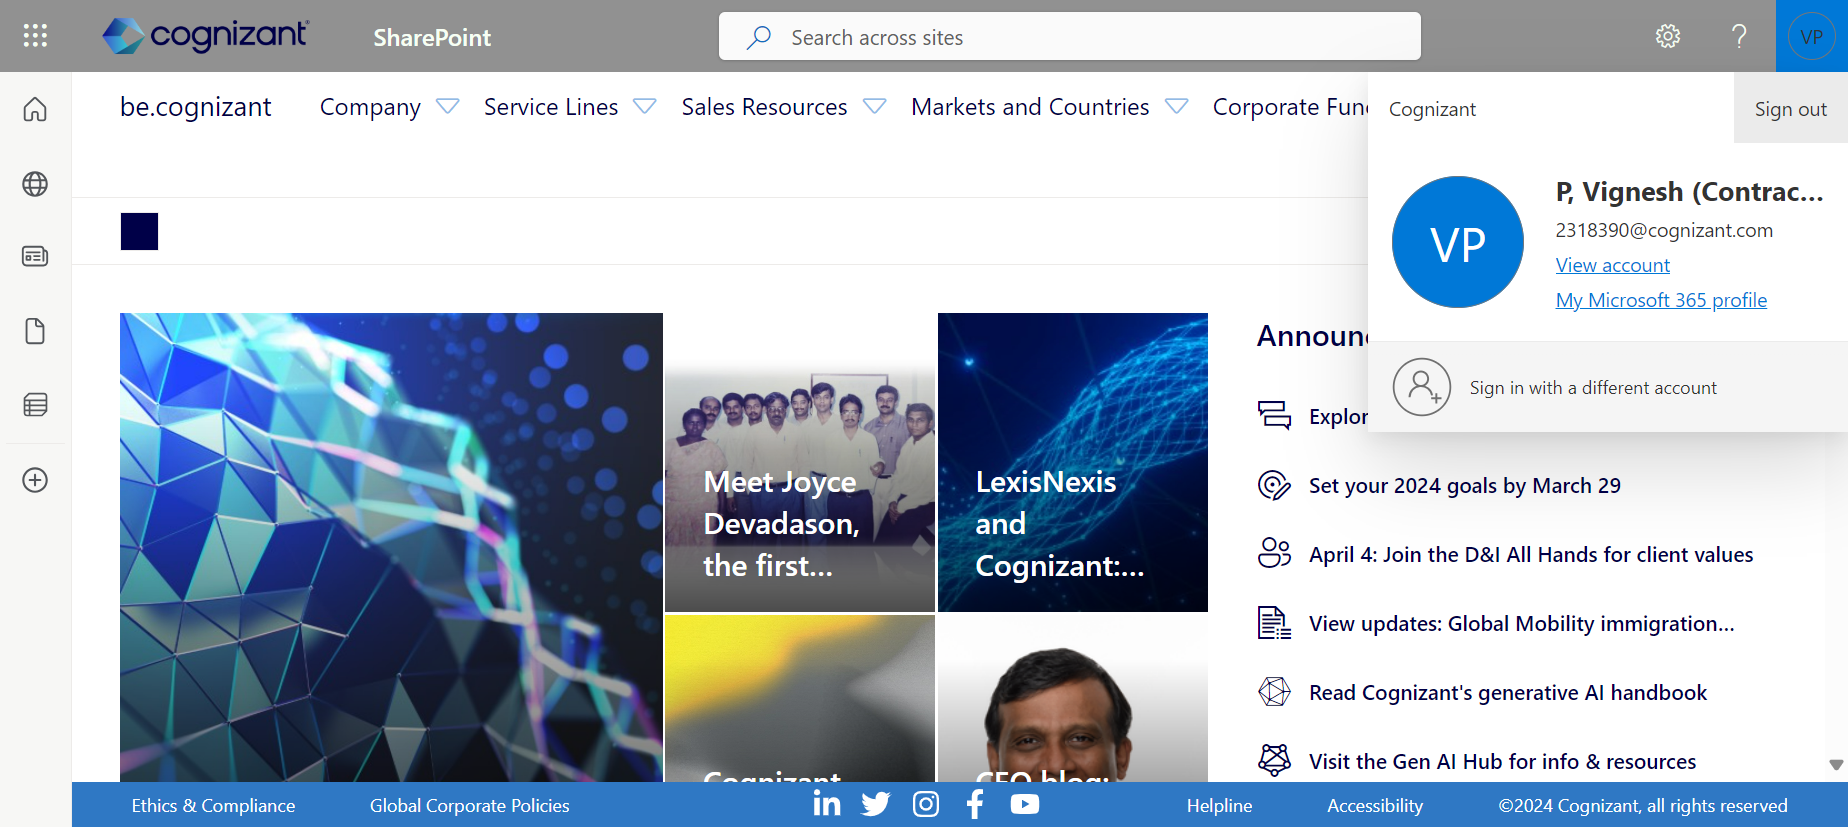 cognizant
SharePoint
Search across sites
VP
be.cognizant
Company
Service Lines
Sales Resources
Markets and Countries
Corporate Fun
Cognizant
Sign out
VP
P, Vignesh (Contrac...
2318390@cognizant.com
View account
My Microsoft 365 profile
Sign in with a different account
Meet Joyce
Devadason,
the first...
LexisNexis
and
Cognizant:...
Cognizant
CEO blog:
Announ
Explor
Set your 2024 goals by March 29
April 4: Join the D&I All Hands for client values
View updates: Global Mobility immigration...
Read Cognizant's generative AI handbook
Visit the Gen AI Hub for info & resources
Ethics & Compliance
Global Corporate Policies
Helpline
Accessibility
©2024 Cognizant, all rights reserved